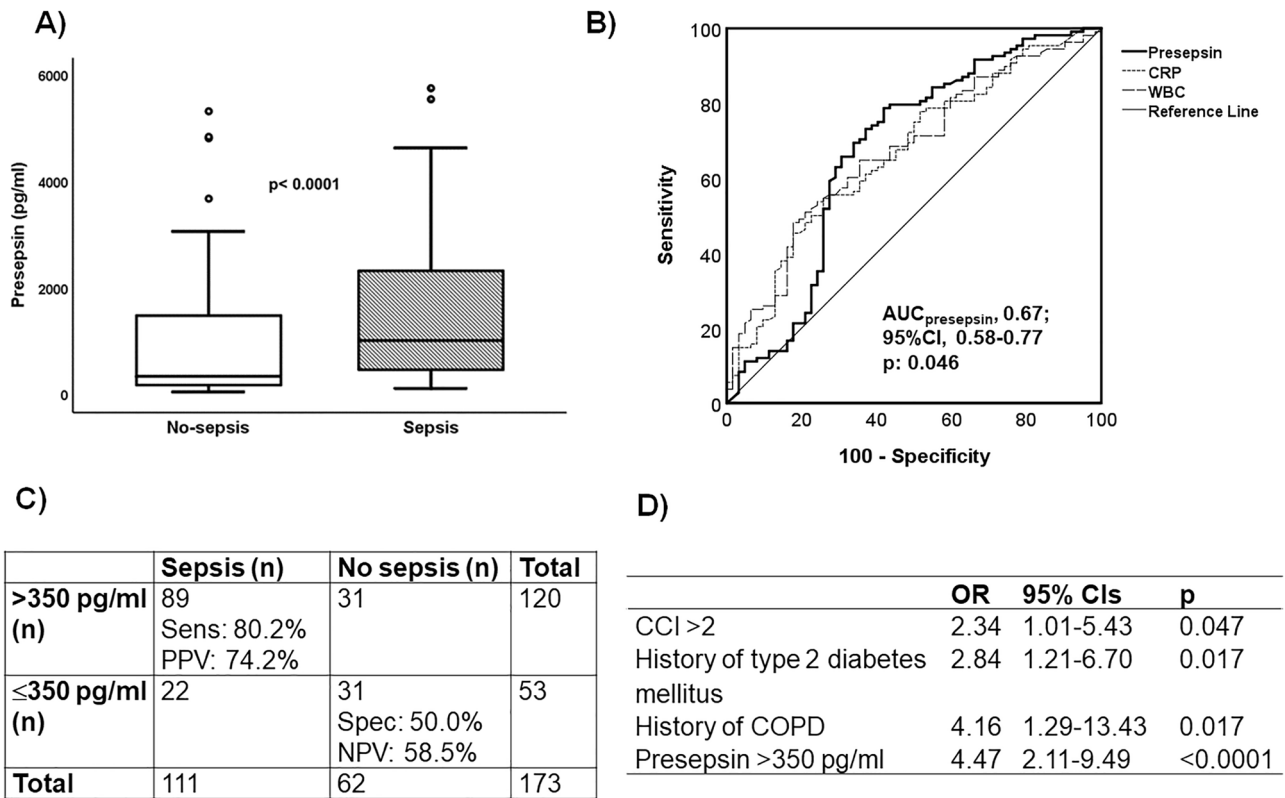 A)
6000
4000
2000
0
Presepsin (pg/ml)
p< 0.0001
No-sepsis
Sepsis
B)
100
80
60
40
20
0
Sensitivity
0
20
40
60
80
100
100 - Specificity
Presepsin
CRP
WBC
Reference Line
AUCpresepsin, 0.67;
95%CI, 0.58-0.77
p: 0.046
C)
Sepsis (n) No sepsis (n) Total
>350 pg/ml 89 31 120
(n) Sens: 80.2%
PPV: 74.2%
≤350 pg/ml 22 31 53
(n) Spec: 50.0%
NPV: 58.5%
Total 111 62 173
D)
OR 95% CIs p
CCI >2 2.34 1.01-5.43 0.047
History of type 2 diabetes 2.84 1.21-6.70 0.017
mellitus
History of COPD 4.16 1.29-13.43 0.017
Presepsin >350 pg/ml 4.47 2.11-9.49 <0.0001